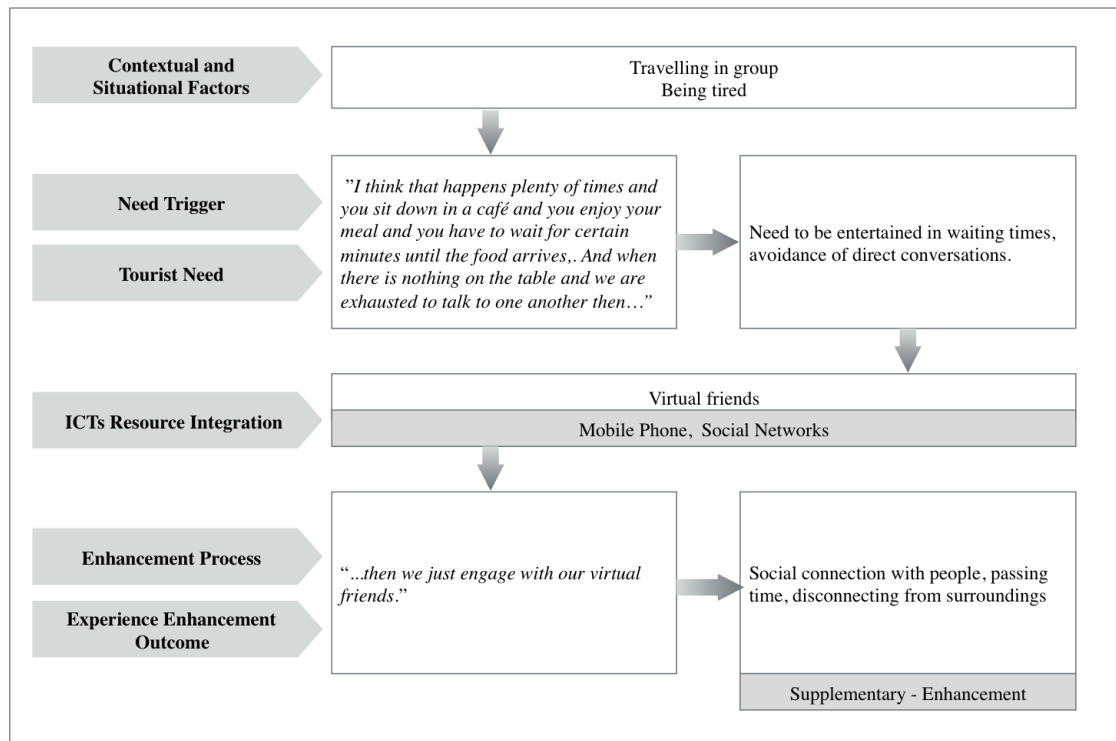 Contextual and
Situational Factors
Travelling in group
Being tired
Need Trigger
Tourist Need
”I think that happens plenty of times and
you sit down in a café and you enjoy your
meal and you have to wait for certain
minutes until the food arrives,. And when
there is nothing on the table and we are
exhausted to talk to one another then…”
Need to be entertained in waiting times,
avoidance of direct conversations.
ICTs Resource Integration
Virtual friends
Mobile Phone, Social Networks
Enhancement Process
Experience Enhancement
Outcome
“...then we just engage with our virtual
friends.”
Social connection with people, passing
time, disconnecting from surroundings
Supplementary - Enhancement